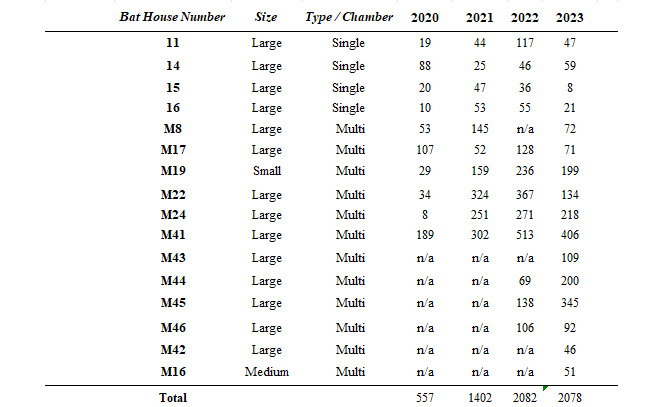 Bat House Number Size Type / Chamber 2020 2021 2022 2023
11 Large Single 19 44 117 47
14 Large Single 88 25 46 59
15 Large Single 20 47 36 8
16 Large Single 10 53 55 21
M8 Large Multi 53 145 n/a 72
M17 Large Multi 107 52 128 71
M19 Small Multi 29 159 236 199
M22 Large Multi 34 324 367 134
M24 Large Multi 8 251 271 218
M41 Large Multi 189 302 513 406
M43 Large Multi n/a n/a n/a 109
M44 Large Multi n/a n/a 69 200
M45 Large Multi n/a n/a 138 345
M46 Large Multi n/a n/a 106 92
M42 Large Multi n/a n/a n/a 46
M16 Medium Multi n/a n/a n/a 51
Total 557 1402 2082 2078